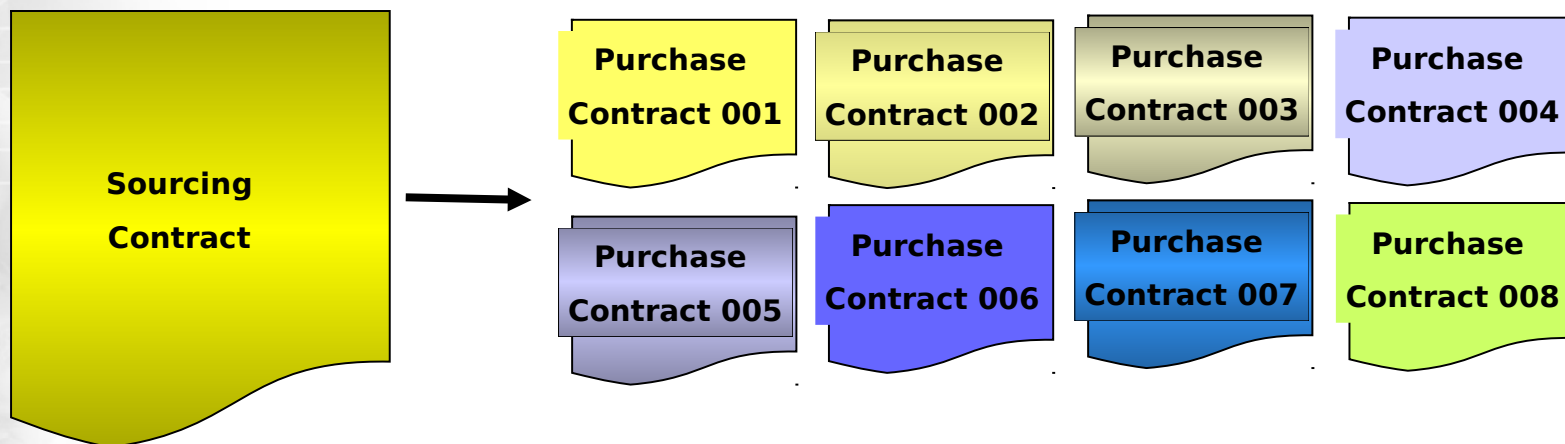 Sourcing
Contract
Purchase
Contract 001
Purchase
Contract 002
Purchase
Contract 003
Purchase
Contract 004
Purchase
Contract 005
Purchase
Contract 006
Purchase
Contract 007
Purchase
Contract 008